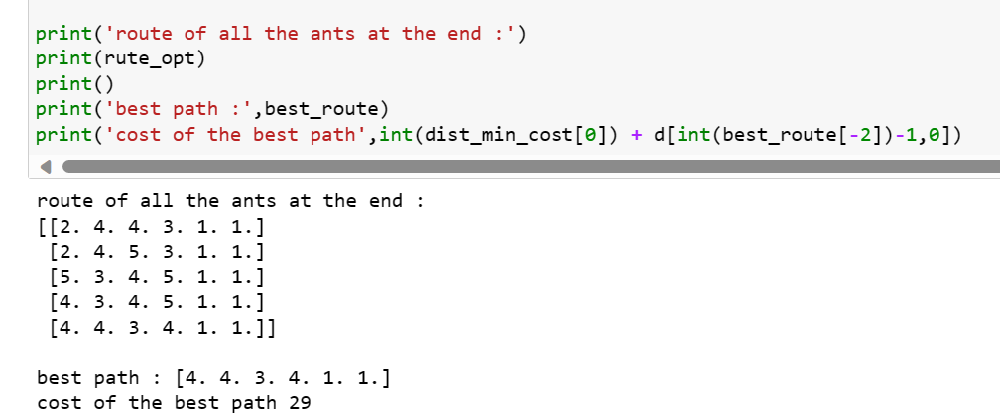 print('route of all the ants at the end :')
print(rute_opt)
print()
print('best path :',best_route)
print('cost of the best path',int(dist_min_cost[0]) + d[int(best_route[-2])-1,0])
route of all the ants at the end :
[[2. 4. 4. 3. 1. 1.]
 [2. 4. 5. 3. 1. 1.]
 [5. 3. 4. 5. 1. 1.]
 [4. 3. 4. 5. 1. 1.]
 [4. 4. 3. 4. 1. 1.]]
best path : [4. 4. 3. 4. 1. 1.]
cost of the best path 29